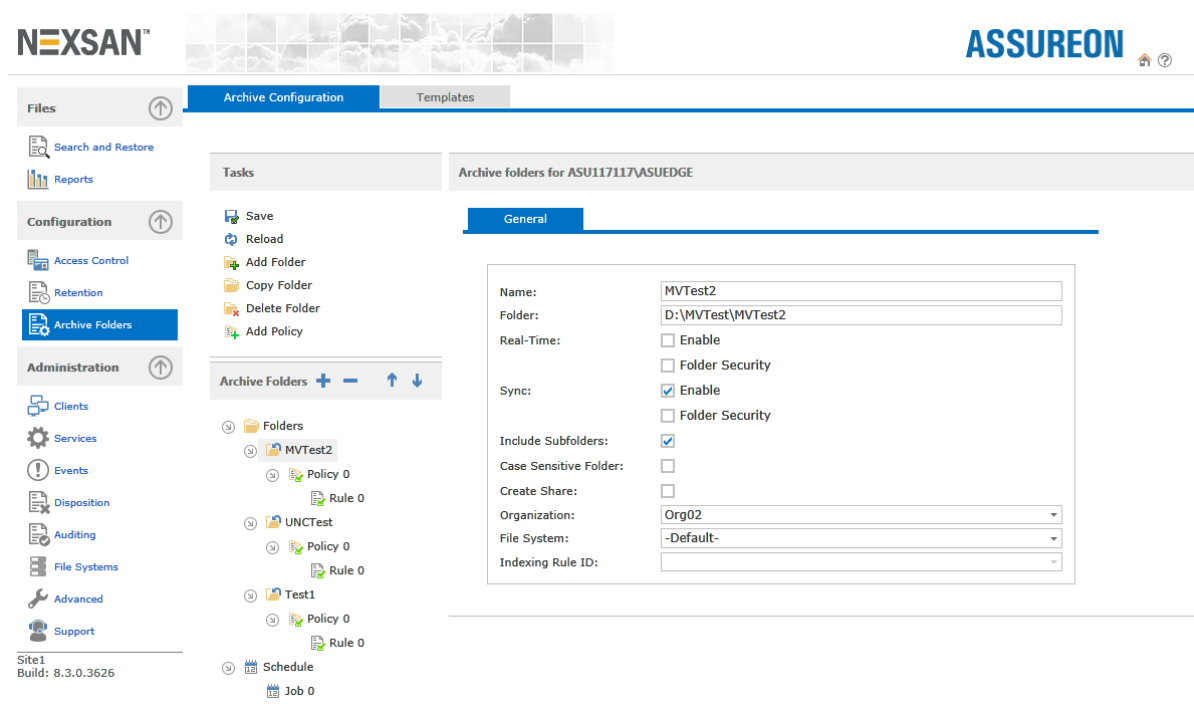 NEXSAN™
ASSUREON
Files
Search and Restore
Reports
Configuration
Access Control
Retention
Archive Folders
Administration
Clients
Services
Events
Disposition
Auditing
File Systems
Advanced
Support
Site1
Build: 8.3.0.3626
Archive Configuration
Templates
Tasks
Save
Reload
Add Folder
Copy Folder
Delete Folder
Add Policy
Archive Folders
Folders
MVTest2
Policy 0
Rule 0
UNCTest
Policy 0
Rule 0
Test1
Policy 0
Rule 0
12 Schedule
12 Job 0
Archive folders for ASU117117\ASUEDGE
General
Name: MVTest2
Folder: D:\MVTest\MVTest2
Real-Time: Enable
Folder Security
Sync: Enable
Folder Security
Include Subfolders:
Case Sensitive Folder:
Create Share:
Organization: Org02
File System: -Default-
Indexing Rule ID: